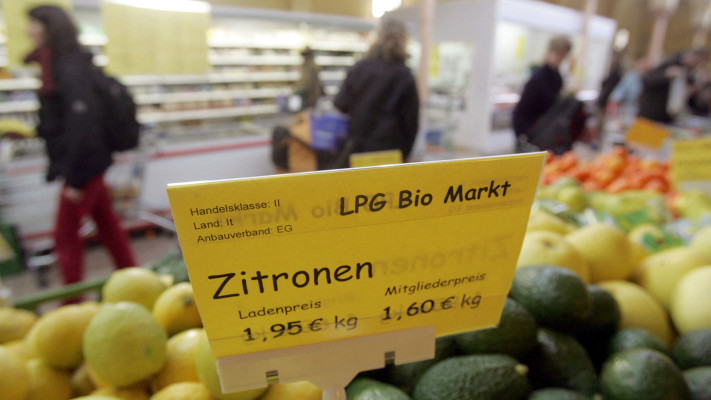 Handelsklasse: II
Land: It
Anbauverband: EG
LPG Bio Markt
Zitronen
Ladenpreis
1,95 € kg
Mitgliederpreis
1,60 € kg